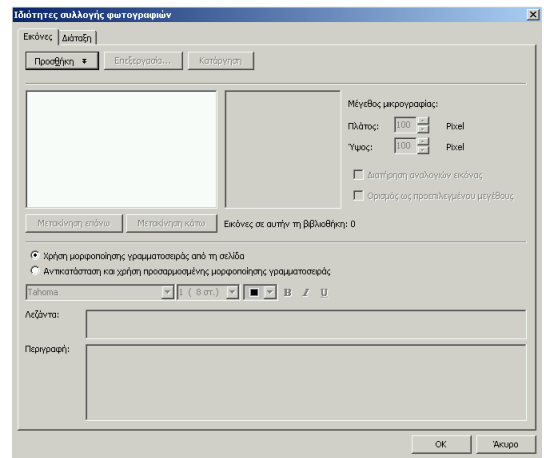 Ιδιότητες συλλογής φωτογραφιών
Εικόνες Διάταξη
Προσθήκη Επεξεργασία... Κατάργηση
Μέγεθος μικρογραφίας:
Πλάτος: 100 Pixel
Ύψος: 100 Pixel
Διατήρηση αναλογιών εικόνας
Ορισμός ως προεπιλεγμένου μεγέθους
Μετακίνηση επάνω Μετακίνηση κάτω Εικόνες σε αυτήν τη βιβλιοθήκη: 0
Χρήση μορφοποίησης γραμματοσειράς από τη σελίδα
Αντικατάσταση και χρήση προσαρμοσμένης μορφοποίησης γραμματοσειράς
Tahoma 1 ( 8 στ.) B I U
Λεζάντα:
Περιγραφή:
OK Άκυρο